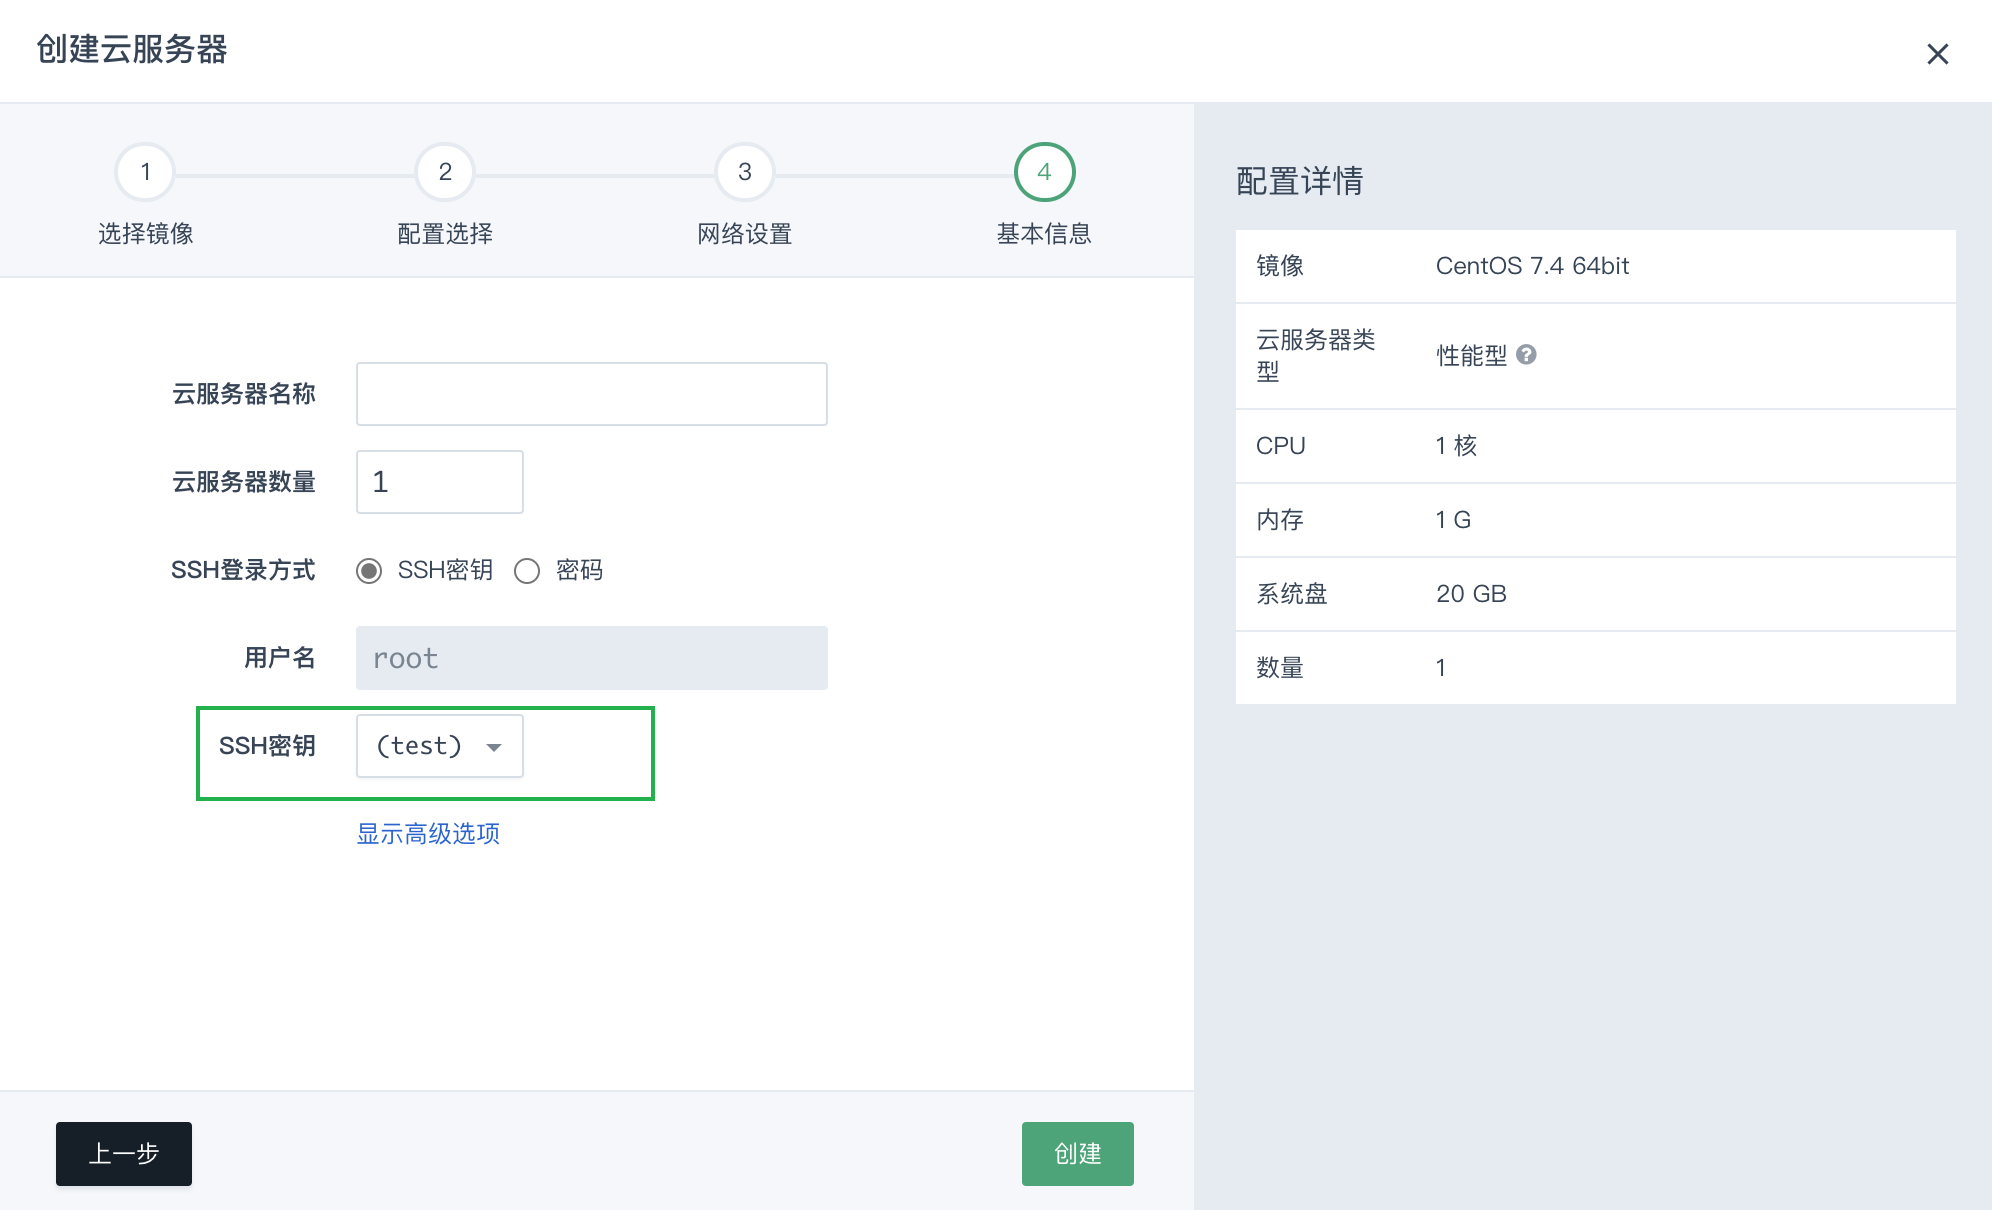 创建云服务器
1
2
3
4
选择镜像
配置选择
网络设置
基本信息
云服务器名称
云服务器数量
1
SSH登录方式
SSH密钥
密码
用户名
root
SSH密钥
(test)
显示高级选项
上一步
创建
配置详情
镜像
CentOS 7.4 64bit
云服务器类
型
性能型
?
CPU
1 核
内存
1 G
系统盘
20 GB
数量
1